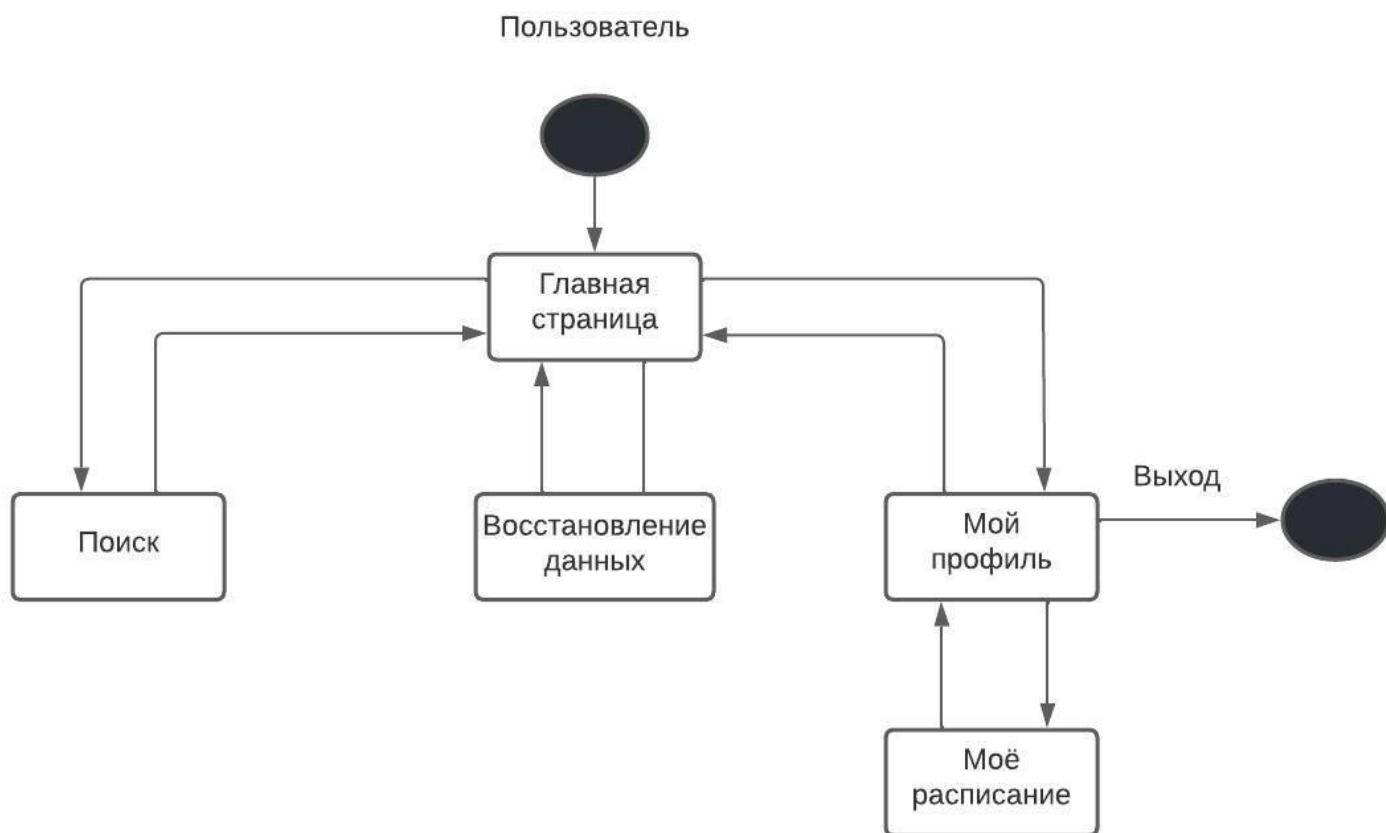 Пользователь
Главная
страница
Выход
Поиск
Восстановление
данных
Мой
профиль
Моё
расписание